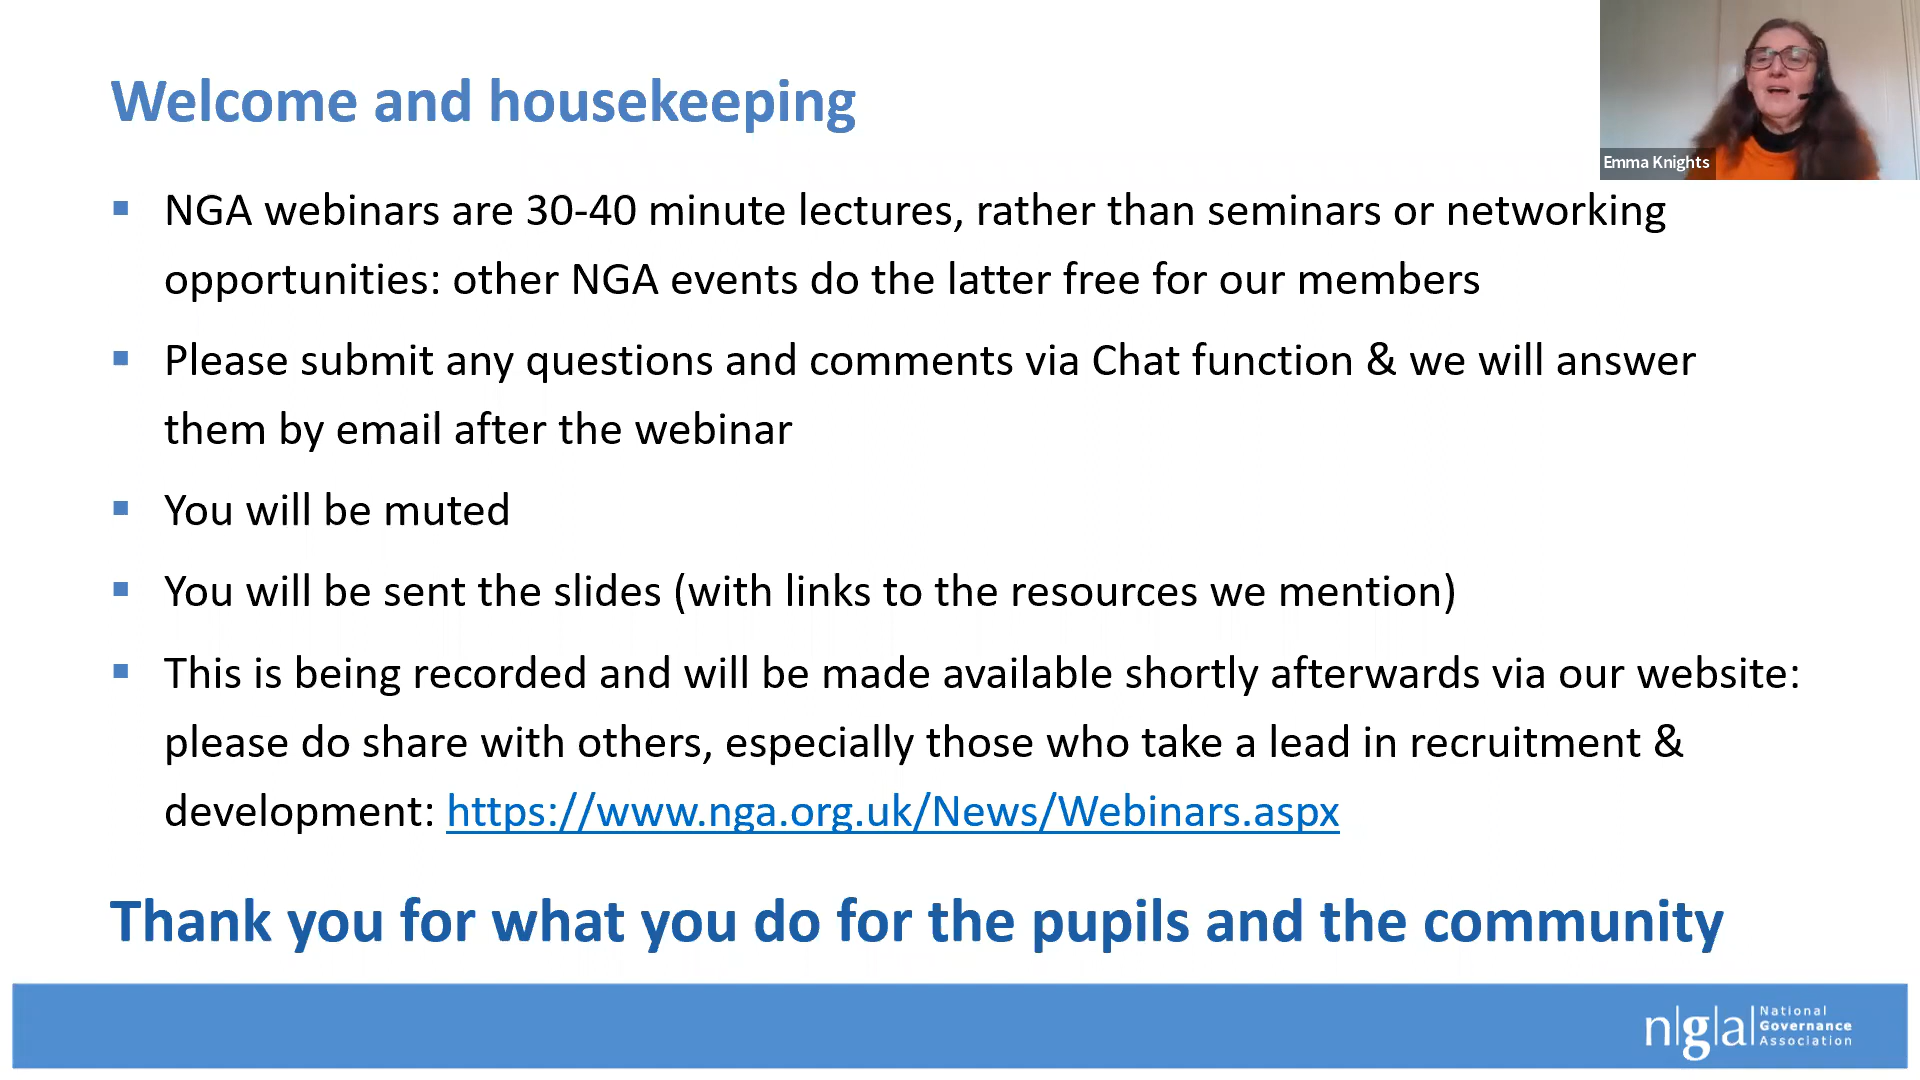 Welcome and housekeeping
Emma Knights
NGA webinars are 30-40 minute lectures, rather than seminars or networking
opportunities: other NGA events do the latter free for our members
Please submit any questions and comments via Chat function & we will answer
them by email after the webinar
You will be muted
You will be sent the slides (with links to the resources we mention)
This is being recorded and will be made available shortly afterwards via our website:
please do share with others, especially those who take a lead in recruitment &
development: https://www.nga.org.uk/News/Webinars.aspx
Thank you for what you do for the pupils and the community
n|g|a|
National
Governance
Association